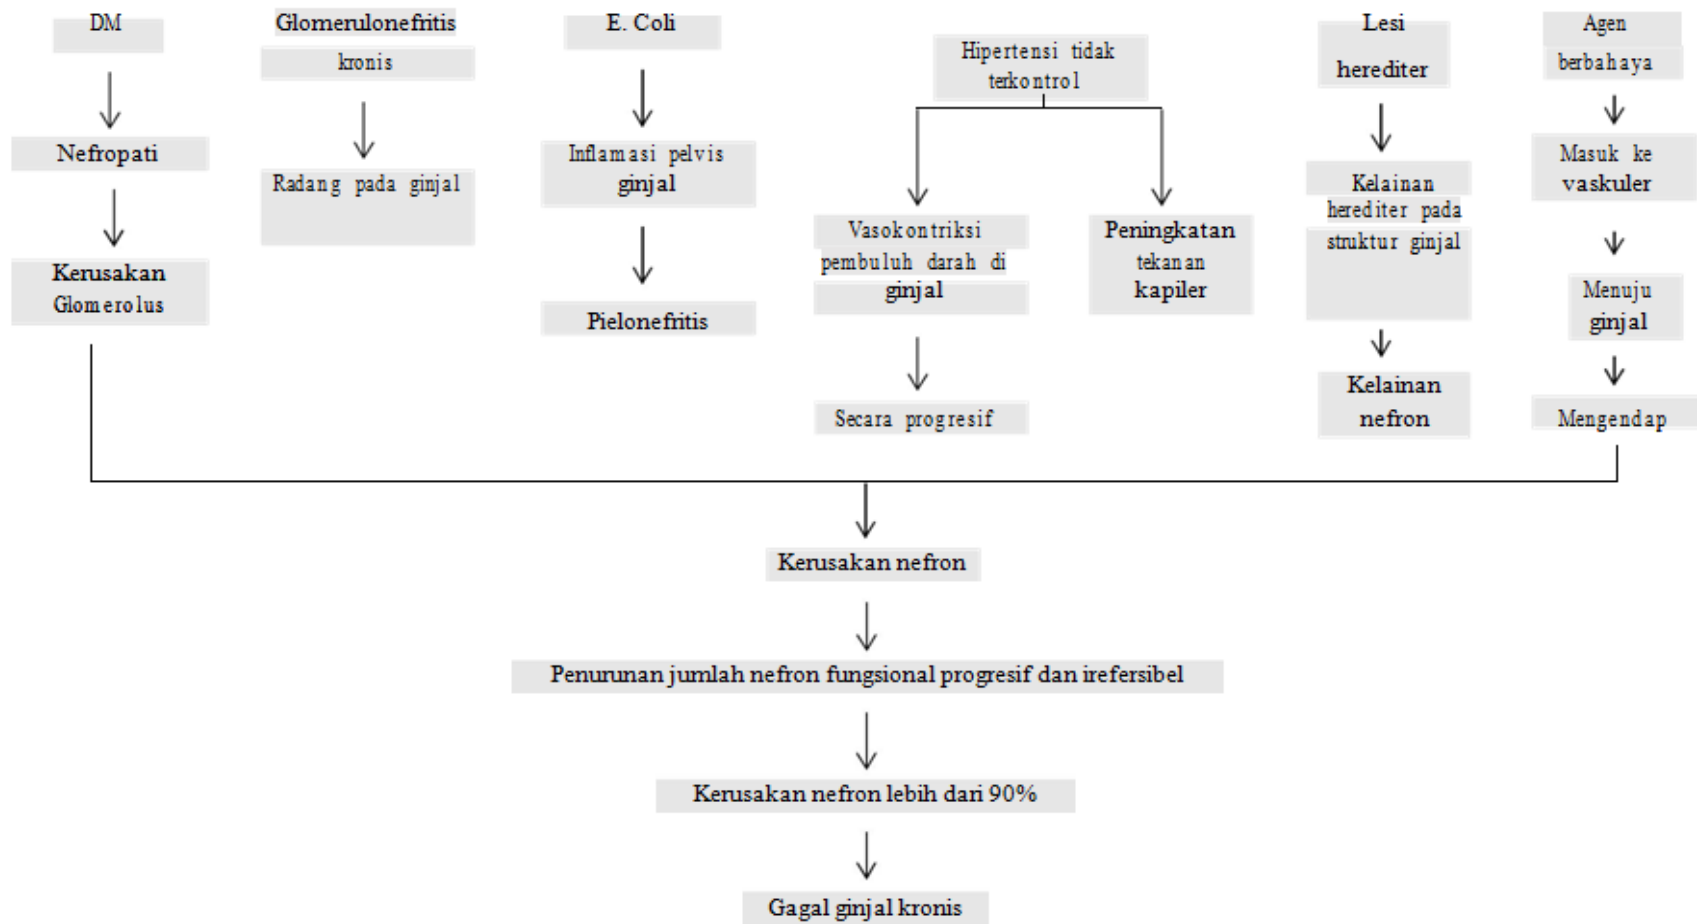 DM
Glomerulonefritis
kronis
E. Coli
Hipertensi tidak
terkontrol
Lesi
herediter
Agen
berbahaya
Nefropati
Radang pada ginjal
Inflamasi pelvis
ginjal
Vasokontriksi
pembuluh darah di
ginjal
Peningkatan
tekanan
kapiler
Kelainan
herediter pada
struktur ginjal
Masuk ke
vaskuler
Kerusakan
Glomerolus
Pielonefritis
Secara progresif
Kelainan
nefron
Menuju
ginjal
Mengendap
Kerusakan nefron
Penurunan jumlah nefron fungsional progresif dan irefersibel
Kerusakan nefron lebih dari 90%
Gagal ginjal kronis